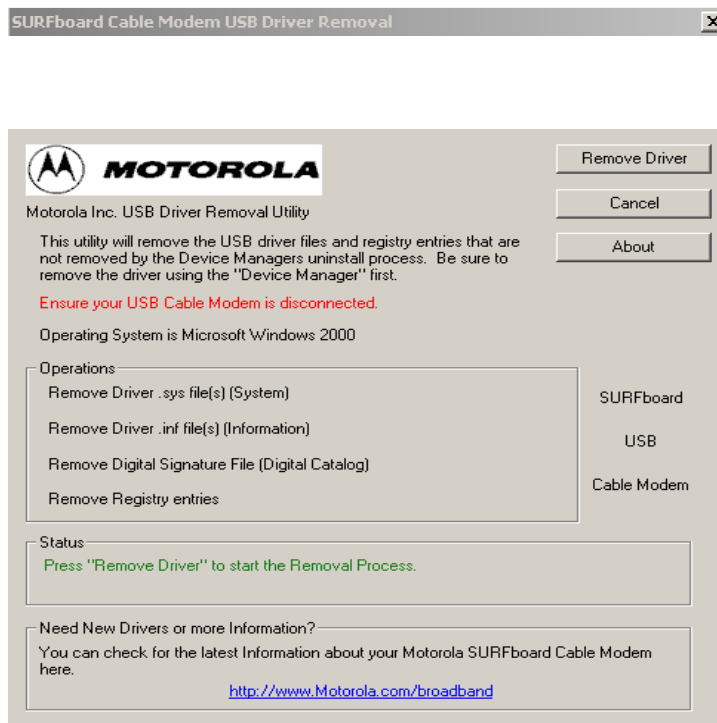 SURFboard Cable Modem USB Driver Removal
MOTOROLA
Remove Driver
Cancel
About
Motorola Inc. USB Driver Removal Utility
This utility will remove the USB driver files and registry entries that are
not removed by the Device Managers uninstall process.  Be sure to
remove the driver using the "Device Manager" first.
Ensure your USB Cable Modem is disconnected.
Operating System is Microsoft Windows 2000
Operations
Remove Driver .sys file(s) (System)
Remove Driver .inf file(s) (Information)
Remove Digital Signature File (Digital Catalog)
Remove Registry entries
SURFboard
USB
Cable Modem
Status
Press "Remove Driver" to start the Removal Process.
Need New Drivers or more Information?
You can check for the latest Information about your Motorola SURFboard Cable Modem
here.
http://www.Motorola.com/broadband